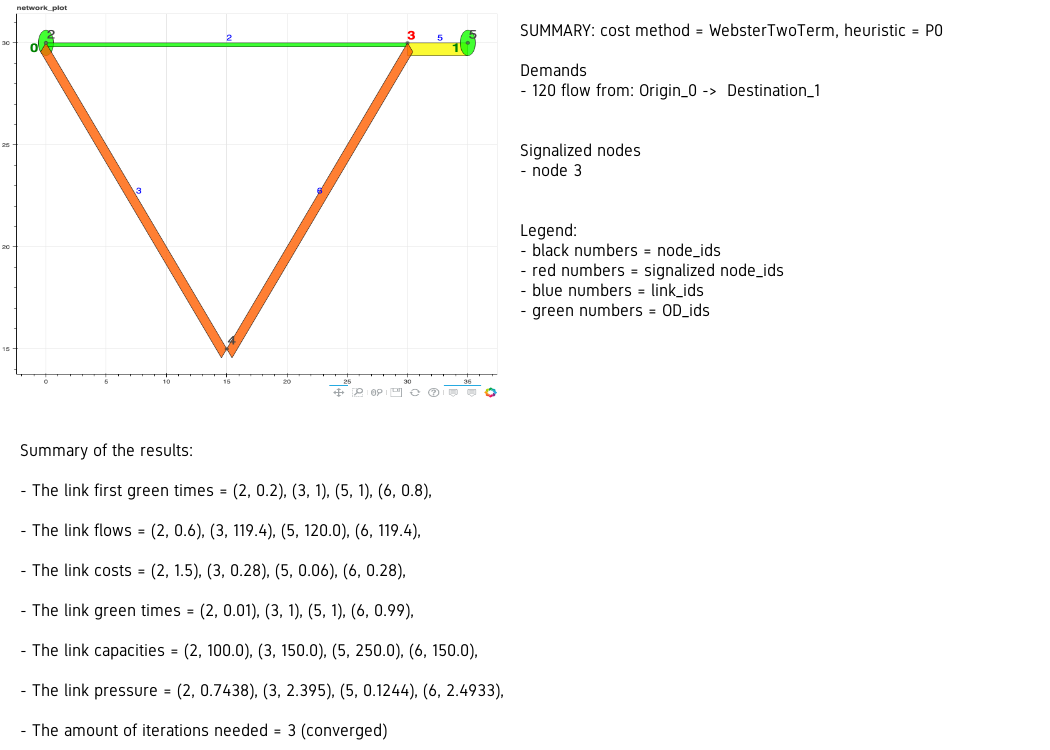 network_plot
SUMMARY: cost method = WebsterTwoTerm, heuristic = P0
Demands
- 120 flow from: Origin_0 -> Destination_1
Signalized nodes
- node 3
Legend:
- black numbers = node_ids
- red numbers = signalized node_ids
- blue numbers = link_ids
- green numbers = OD_ids
30
25
20
15
0 2
2
3
5
1 5
3
6
4
0 5 10 15 20 25 30 35
Summary of the results:
- The link first green times = (2, 0.2), (3, 1), (5, 1), (6, 0.8),
- The link flows = (2, 0.6), (3, 119.4), (5, 120.0), (6, 119.4),
- The link costs = (2, 1.5), (3, 0.28), (5, 0.06), (6, 0.28),
- The link green times = (2, 0.01), (3, 1), (5, 1), (6, 0.99),
- The link capacities = (2, 100.0), (3, 150.0), (5, 250.0), (6, 150.0),
- The link pressure = (2, 0.7438), (3, 2.395), (5, 0.1244), (6, 2.4933),
- The amount of iterations needed = 3 (converged)